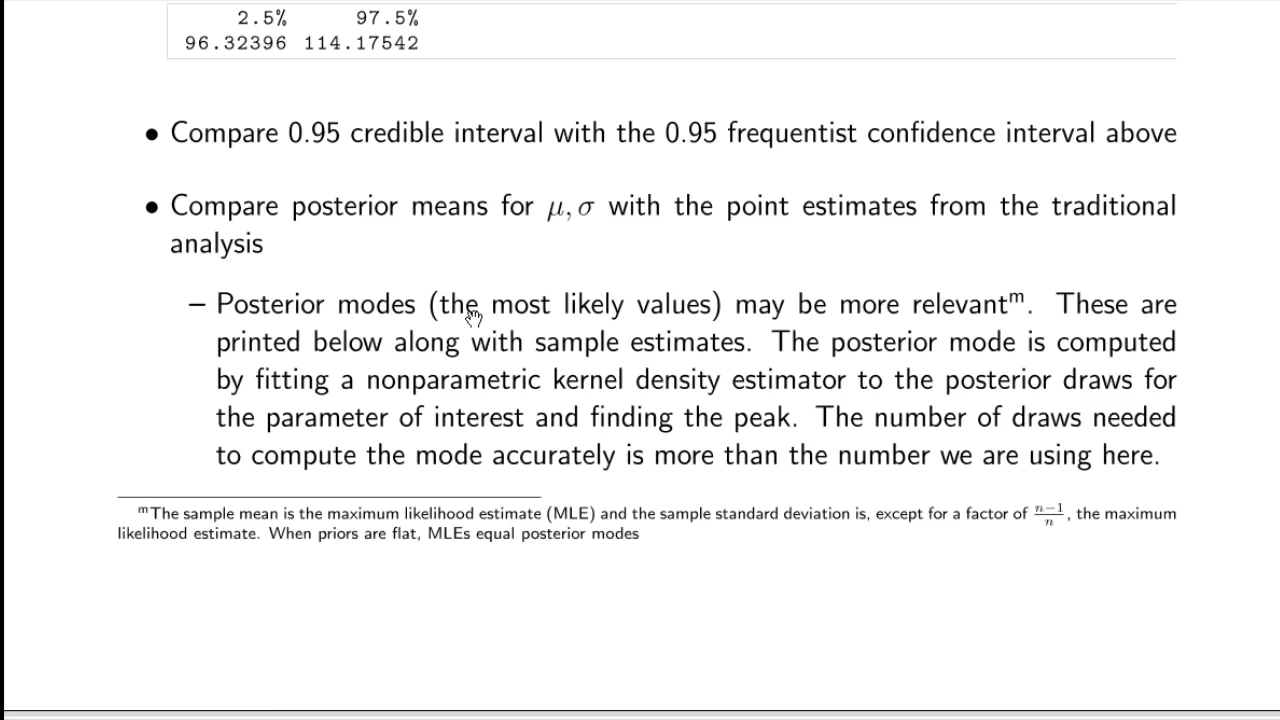 2.5% 97.5%
96.32396 114.17542
• Compare 0.95 credible interval with the 0.95 frequentist confidence interval above
• Compare posterior means for μ, σ with the point estimates from the traditional
analysis
– Posterior modes (the most likely values) may be more relevantᵐ. These are
printed below along with sample estimates. The posterior mode is computed
by fitting a nonparametric kernel density estimator to the posterior draws for
the parameter of interest and finding the peak. The number of draws needed
to compute the mode accurately is more than the number we are using here.
ᵐThe sample mean is the maximum likelihood estimate (MLE) and the sample standard deviation is, except for a factor of (n−1)/n, the maximum
likelihood estimate. When priors are flat, MLEs equal posterior modes